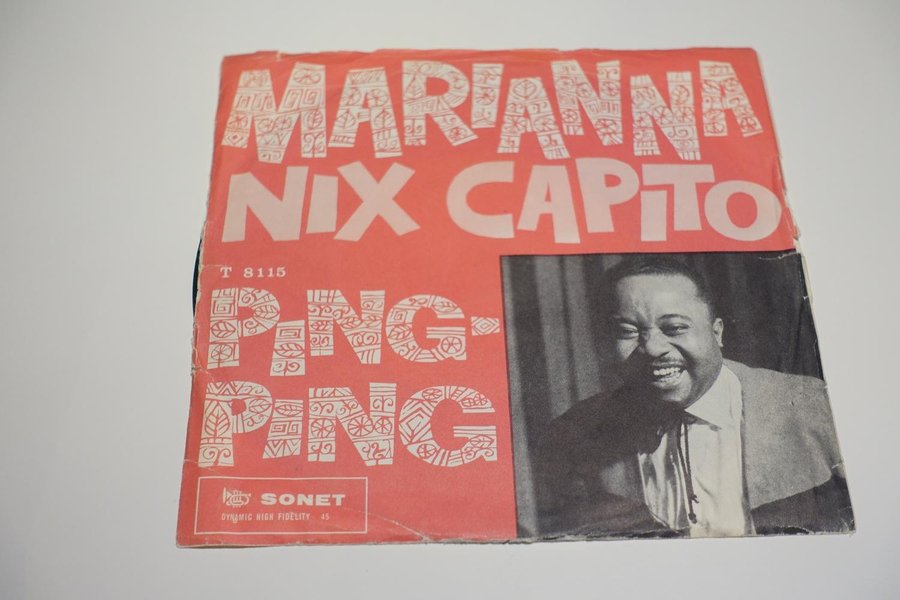 MARIANNA
NIX CAPiTO
T 8115
PiNG-
PiNG
SONET
DYNAMIC HIGH FIDELITY 45